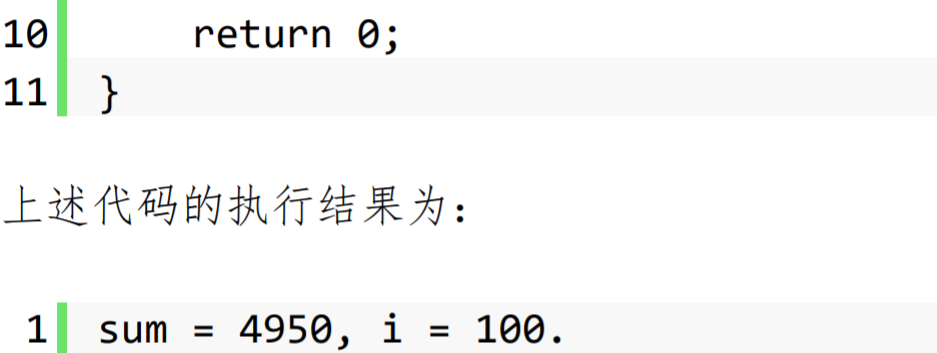 10 return 0;
11 }
上述代码的执行结果为：
1 sum = 4950, i = 100.